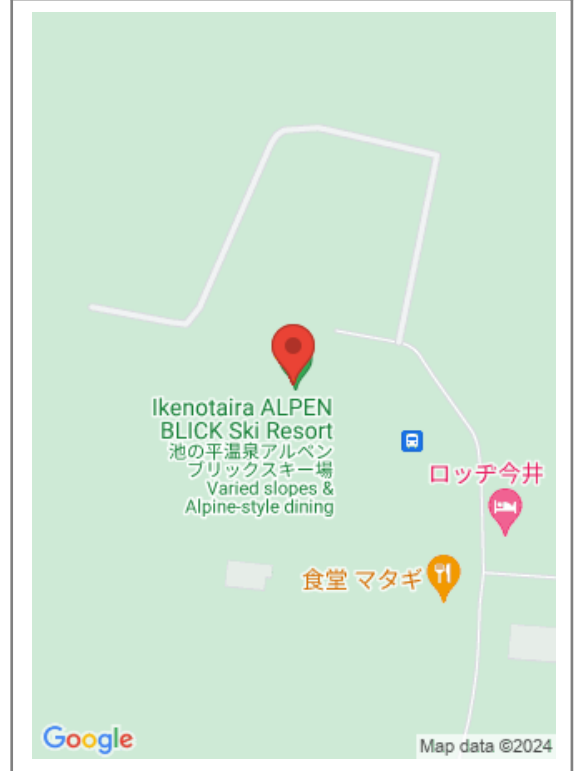 Ikenotaira ALPEN
BLICK Ski Resort
池の平温泉アルペン
ブリックスキー場
Varied slopes &
Alpine-style dining
ロッヂ今井
食堂 マタギ
Google
Map data ©2024